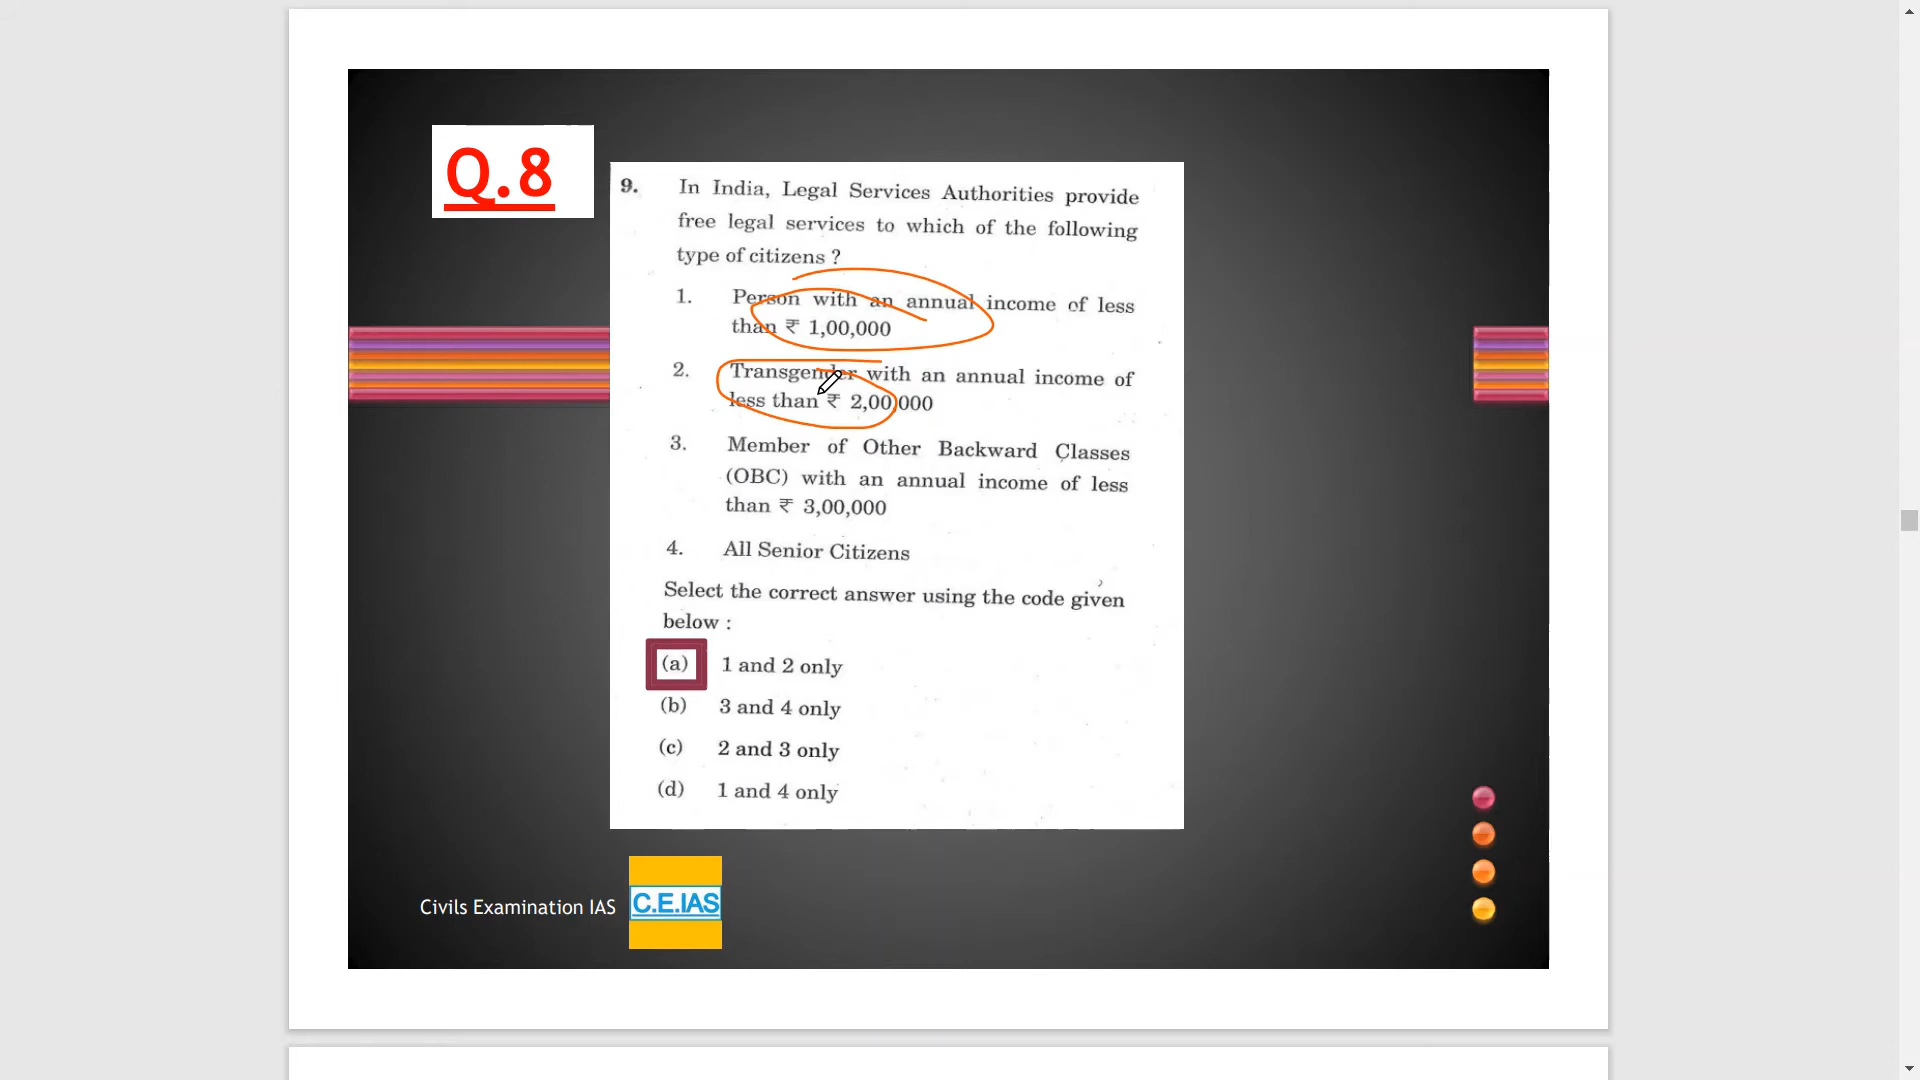 Q.8
9. In India, Legal Services Authorities provide
free legal services to which of the following
type of citizens ?
1. Person with an annual income of less
than ₹ 1,00,000
2. Transgender with an annual income of
less than ₹ 2,00,000
3. Member of Other Backward Classes
(OBC) with an annual income of less
than ₹ 3,00,000
4. All Senior Citizens
Select the correct answer using the code given
below :
(a) 1 and 2 only
(b) 3 and 4 only
(c) 2 and 3 only
(d) 1 and 4 only
Civils Examination IAS C.E.IAS